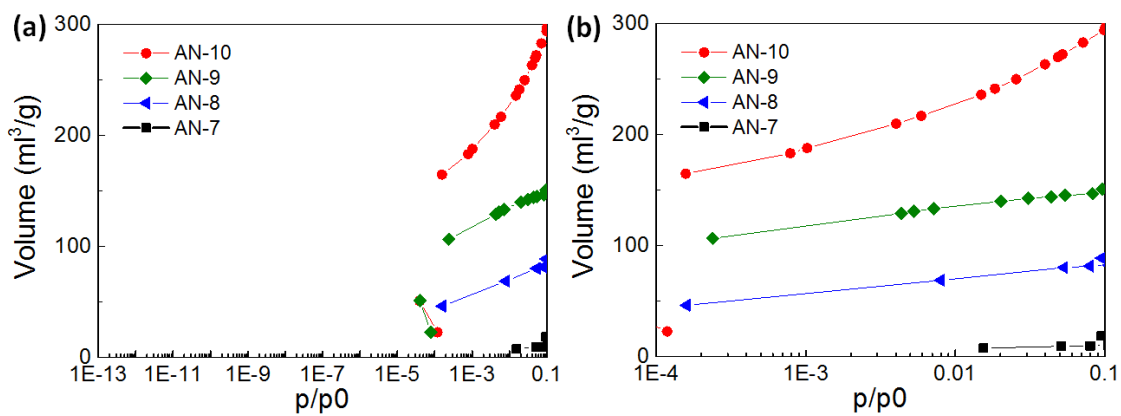 (a)
Volume (ml³/g)
300
200
100
0
AN-10
AN-9
AN-8
AN-7
1E-13 1E-11 1E-9 1E-7 1E-5 1E-3 0.1
p/p0
(b)
Volume (ml³/g)
300
200
100
0
AN-10
AN-9
AN-8
AN-7
1E-4 1E-3 0.01 0.1
p/p0